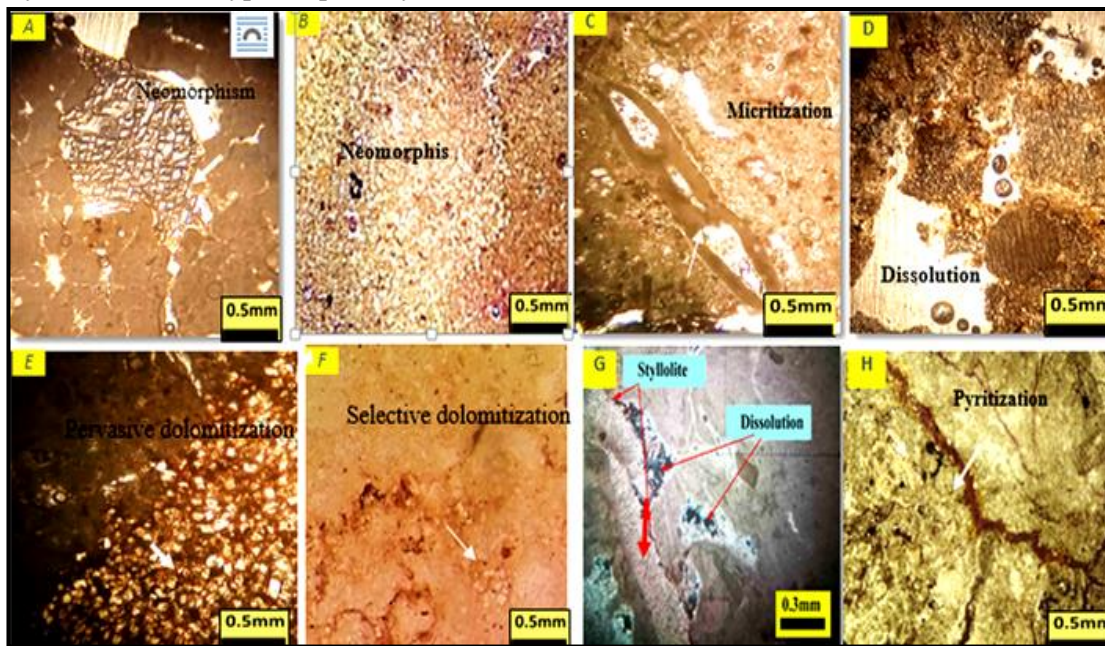 A
Neomorphism
0.5mm
B
Neomorphis
0.5mm
C
Micritization
0.5mm
D
Dissolution
0.5mm
E
Pervasive dolomitization
0.5mm
F
Selective dolomitization
0.5mm
G
Styllolite
Dissolution
0.3mm
H
Pyritization
0.5mm